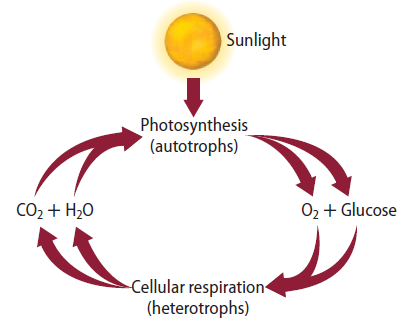 Sunlight
Photosynthesis
(autotrophs)
CO₂ + H₂O
O₂ + Glucose
Cellular respiration
(heterotrophs)